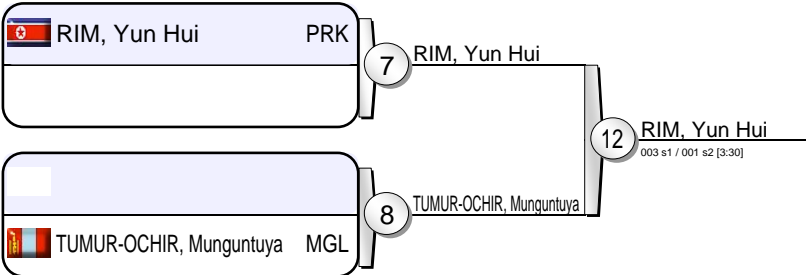 RIM, Yun Hui PRK
7
RIM, Yun Hui
12
RIM, Yun Hui
003 s1 / 001 s2 [3:30]
8
TUMUR-OCHIR, Munguntuya
TUMUR-OCHIR, Munguntuya MGL